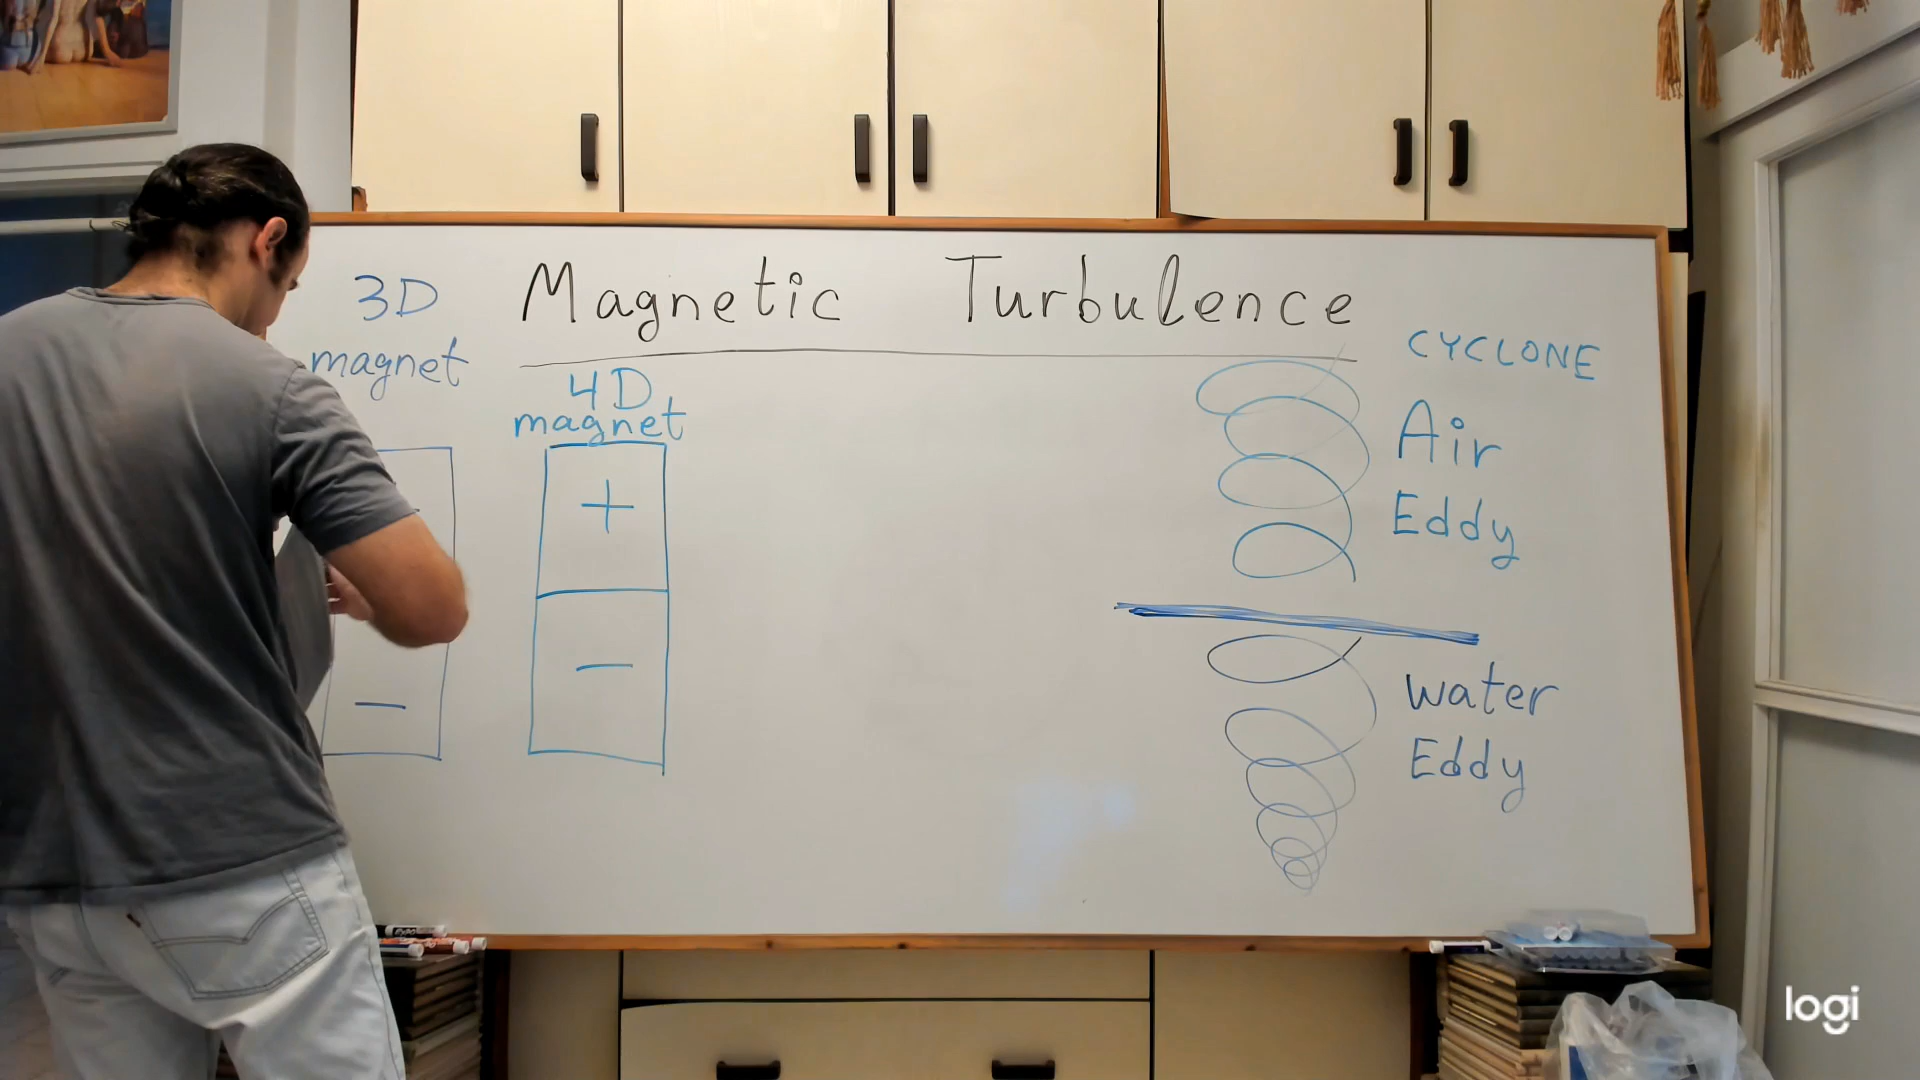 Magnetic Turbulence
3D
magnet
−
4D
magnet
+
−
CYCLONE
Air
Eddy
water
Eddy
logi